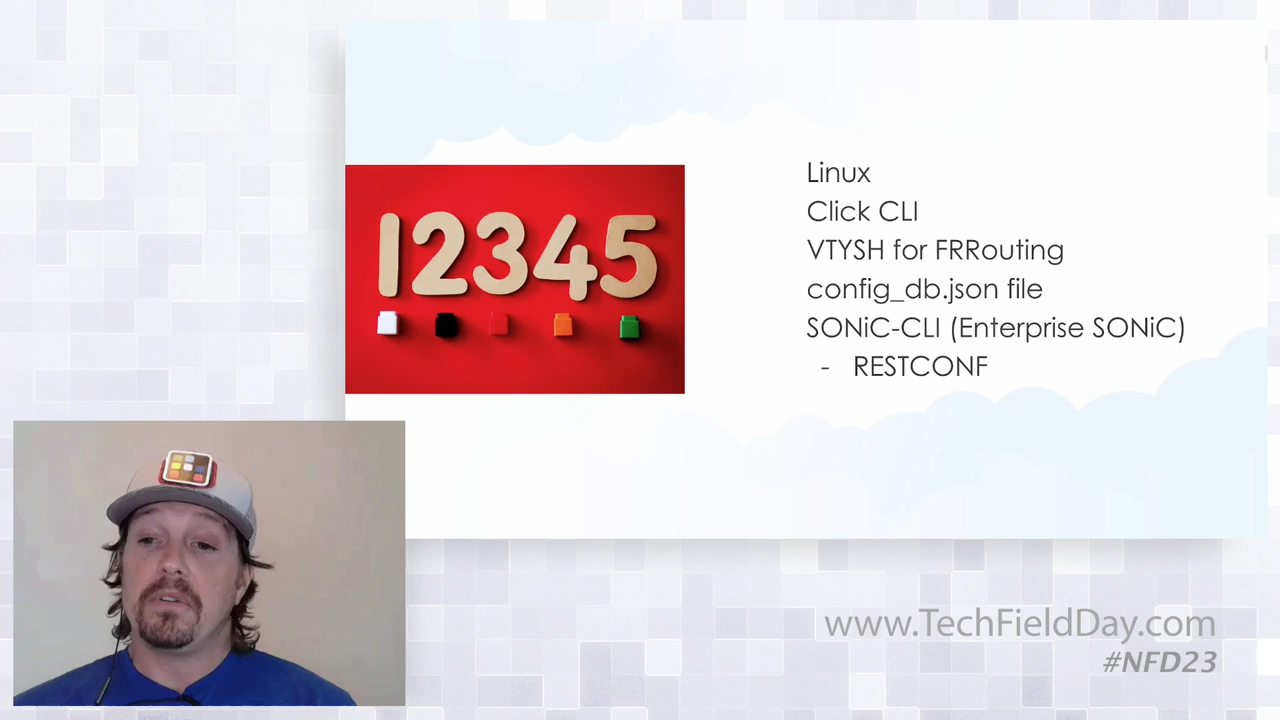 12345
Linux
Click CLI
VTYSH for FRRouting
config_db.json file
SONiC-CLI (Enterprise SONiC)
- RESTCONF
www.TechFieldDay.com
#NFD23